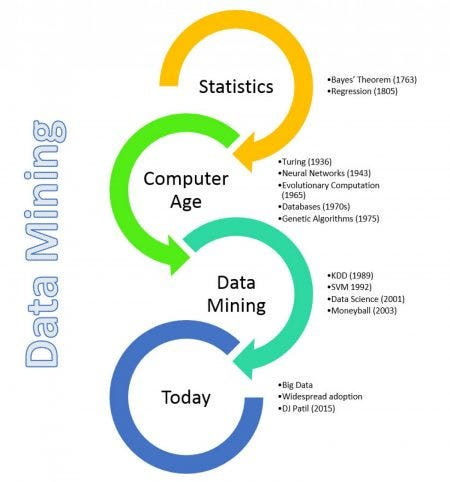 Data Mining
Statistics
•Bayes' Theorem (1763)
•Regression (1805)
Computer
Age
•Turing (1936)
•Neural Networks (1943)
•Evolutionary Computation
(1965)
•Databases (1970s)
•Genetic Algorithms (1975)
Data
Mining
•KDD (1989)
•SVM 1992)
•Data Science (2001)
•Moneyball (2003)
Today
•Big Data
•Widespread adoption
•DJ Patil (2015)